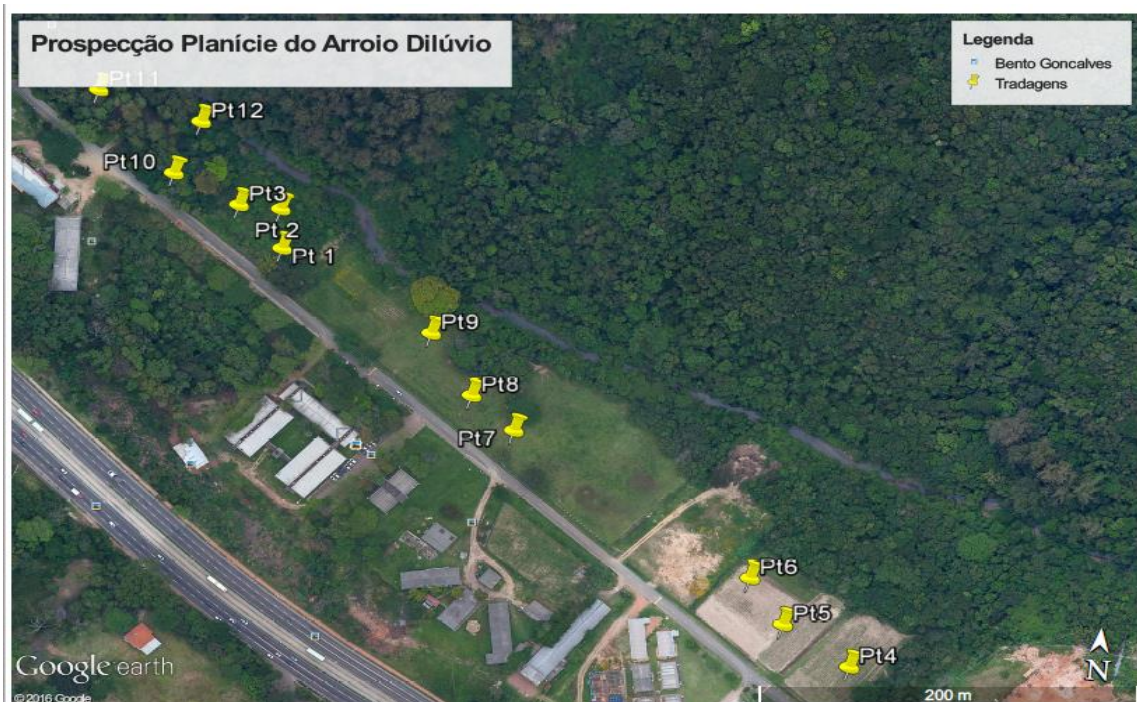 Prospecção Planície do Arroio Dilúvio
Legenda
Bento Goncalves
Tradagens
Pt11
Pt12
Pt10
Pt3
Pt 2
Pt 1
Pt9
Pt8
Pt7
Pt6
Pt5
Pt4
N
Google earth
© 2016 Google
200 m